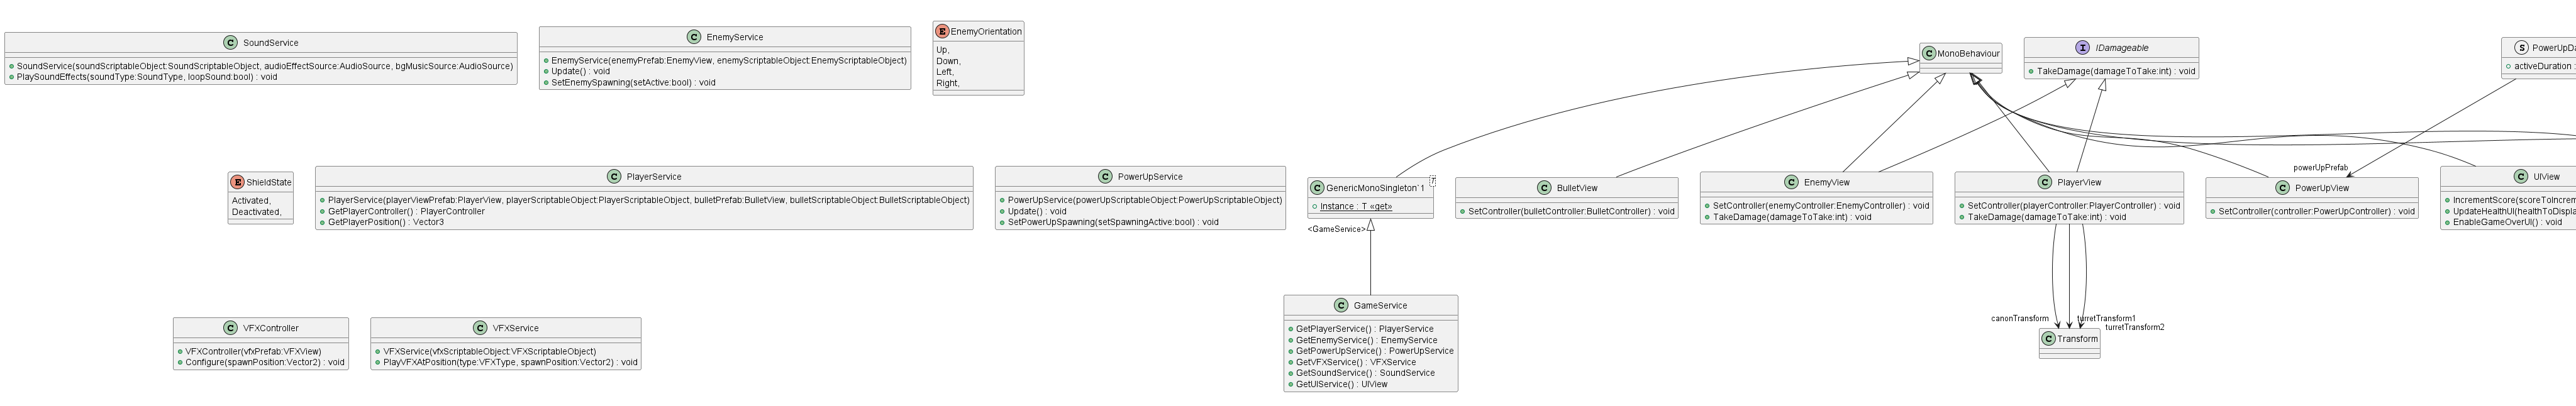 C SoundService
SoundService(soundScriptableObject:SoundScriptableObject, audioEffectSource:AudioSource, bgMusicSource:AudioSource)
PlaySoundEffects(soundType:SoundType, loopSound:bool) : void
C EnemyService
EnemyService(enemyPrefab:EnemyView, enemyScriptableObject:EnemyScriptableObject)
Update() : void
SetEnemySpawning(setActive:bool) : void
E EnemyOrientation
Up,
Down,
Left,
Right,
C MonoBehaviour
I IDamageable
TakeDamage(damageToTake:int) : void
S PowerUpDa
activeDuration :
E ShieldState
Activated,
Deactivated,
C PlayerService
PlayerService(playerViewPrefab:PlayerView, playerScriptableObject:PlayerScriptableObject, bulletPrefab:BulletView, bulletScriptableObject:BulletScriptableObject)
GetPlayerController() : PlayerController
GetPlayerPosition() : Vector3
C PowerUpService
PowerUpService(powerUpScriptableObject:PowerUpScriptableObject)
Update() : void
SetPowerUpSpawning(setSpawningActive:bool) : void
C GenericMonoSingleton`1
T
Instance : T «get»
<GameService>
C BulletView
SetController(bulletController:BulletController) : void
C EnemyView
SetController(enemyController:EnemyController) : void
TakeDamage(damageToTake:int) : void
C PlayerView
SetController(playerController:PlayerController) : void
TakeDamage(damageToTake:int) : void
powerUpPrefab
C PowerUpView
SetController(controller:PowerUpController) : void
C UIView
IncrementScore(scoreToIncrem
UpdateHealthUI(healthToDispla
EnableGameOverUI() : void
C VFXController
VFXController(vfxPrefab:VFXView)
Configure(spawnPosition:Vector2) : void
C VFXService
VFXService(vfxScriptableObject:VFXScriptableObject)
PlayVFXAtPosition(type:VFXType, spawnPosition:Vector2) : void
C GameService
GetPlayerService() : PlayerService
GetEnemyService() : EnemyService
GetPowerUpService() : PowerUpService
GetVFXService() : VFXService
GetSoundService() : SoundService
GetUIService() : UIView
canonTransform
turretTransform1
turretTransform2
C Transform